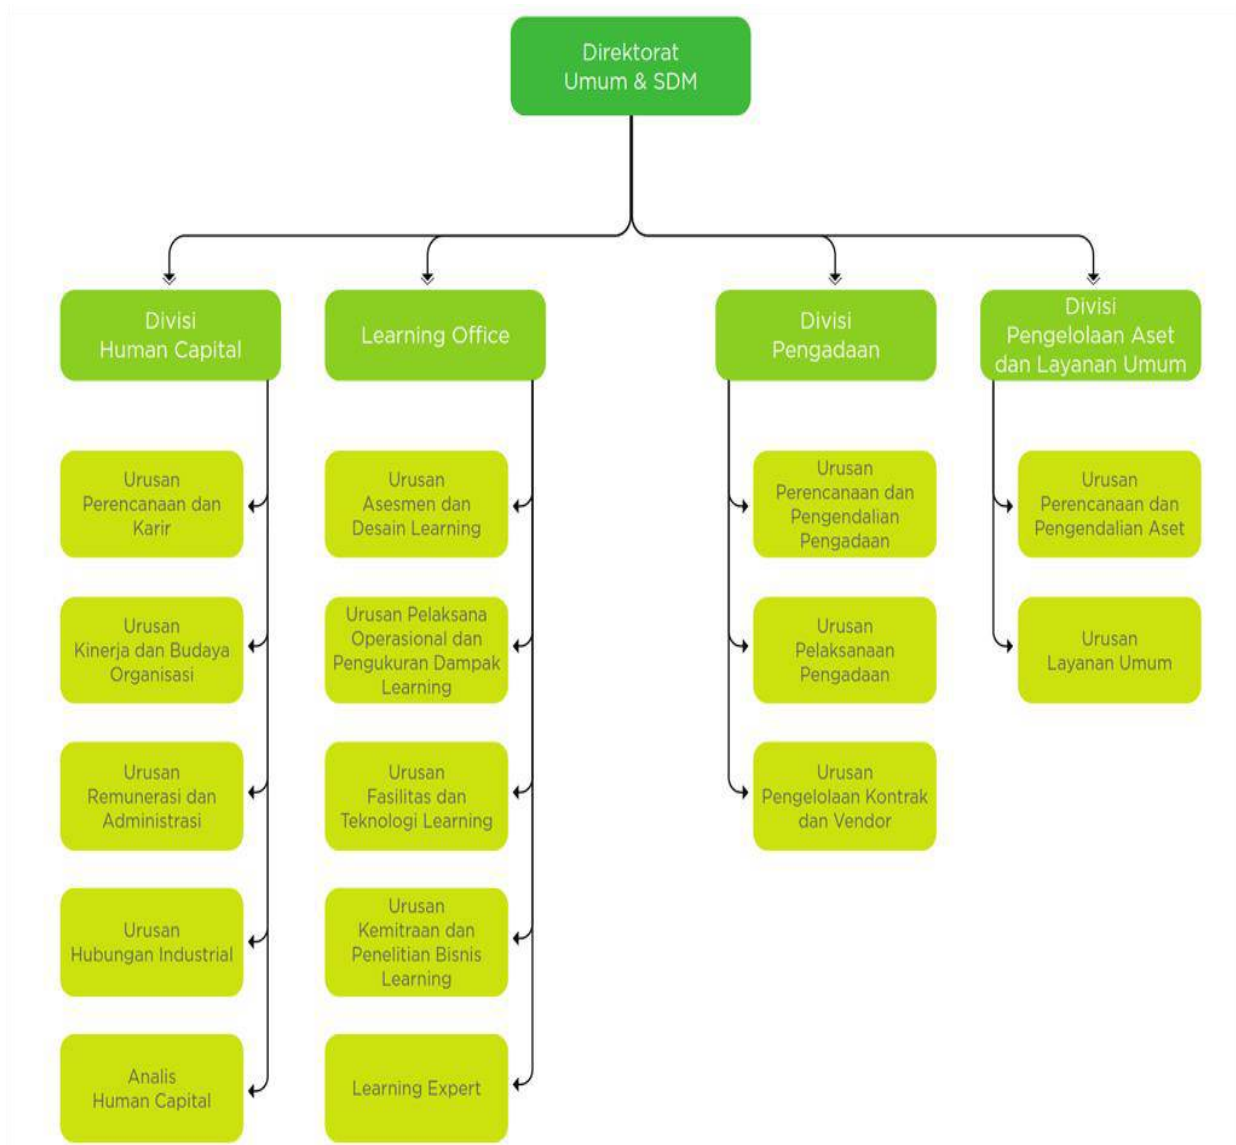 Direktorat
Umum & SDM
Divisi
Human Capital
Learning Office
Divisi
Pengadaan
Divisi
Pengelolaan Aset
dan Layanan Umum
Urusan
Perencanaan dan
Karir
Urusan
Kinerja dan Budaya
Organisasi
Urusan
Remunerasi dan
Administrasi
Urusan
Hubungan Industrial
Analis
Human Capital
Urusan
Asesmen dan
Desain Learning
Urusan Pelaksana
Operasional dan
Pengukuran Dampak
Learning
Urusan
Fasilitas dan
Teknologi Learning
Urusan
Kemitraan dan
Penelitian Bisnis
Learning
Learning Expert
Urusan
Perencanaan dan
Pengendalian
Pengadaan
Urusan
Pelaksanaan
Pengadaan
Urusan
Pengelolaan Kontrak
dan Vendor
Urusan
Perencanaan dan
Pengendalian Aset
Urusan
Layanan Umum